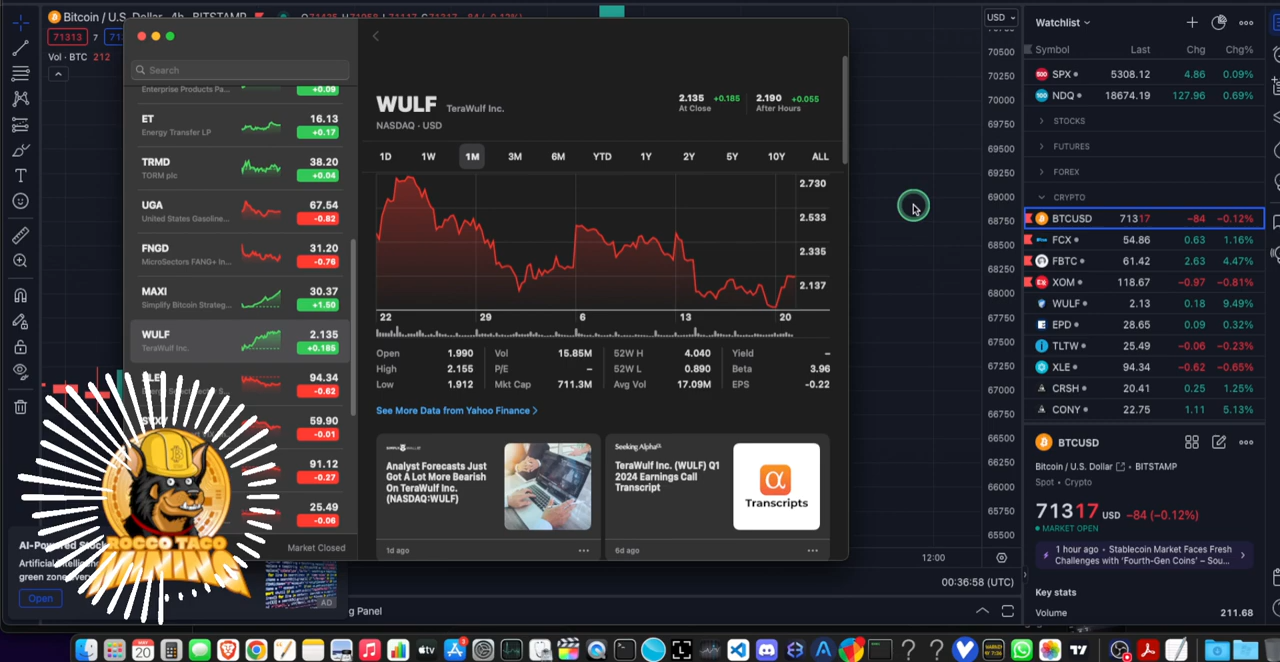 Bitcoin / U.S. Dollar · 4h · BITSTAMP
71313
7
Vol · BTC 212
Search
Enterprise Products Pa...
+0.09
ET 16.13
Energy Transfer LP +0.17
TRMD 38.20
TORM plc +0.04
UGA 67.54
United States Gasoline... -0.82
FNGD 31.20
MicroSectors FANG+ In... -0.76
MAXI 30.37
Simplify Bitcoin Strateg... +1.50
WULF 2.135
TeraWulf Inc. +0.185
94.34
-0.62
59.90
-0.01
91.12
-0.27
25.49
-0.06
Market Closed
ROCCO TACO
MINING
Open
AD
WULF TeraWulf Inc.
NASDAQ · USD
2.135 +0.185
At Close
2.190 +0.055
After Hours
1D 1W 1M 3M 6M YTD 1Y 2Y 5Y 10Y ALL
2.730
2.533
2.335
2.137
22 29 6 13 20
Open 1.990 Vol 15.85M 52W H 4.040 Yield –
High 2.155 P/E – 52W L 0.890 Beta 3.96
Low 1.912 Mkt Cap 711.3M Avg Vol 17.09M EPS -0.22
See More Data from Yahoo Finance >
Analyst Forecasts Just
Got A Lot More Bearish
On TeraWulf Inc.
(NASDAQ:WULF)
1d ago
Seeking Alpha
TeraWulf Inc. (WULF) Q1
2024 Earnings Call
Transcript
Transcripts
6d ago
USD
70500
70250
70000
69750
69500
69250
69000
68750
68500
68250
68000
67750
67500
67250
67000
66750
66500
66250
66000
65750
65500
12:00
00:36:58 (UTC)
g Panel
Watchlist
Symbol Last Chg Chg%
SPX 5308.12 4.86 0.09%
NDQ 18674.19 127.96 0.69%
STOCKS
FUTURES
FOREX
CRYPTO
BTCUSD 71317 −84 −0.12%
FCX 54.86 0.63 1.16%
FBTC 61.42 2.63 4.47%
XOM 118.67 −0.97 −0.81%
WULF 2.13 0.18 9.49%
EPD 28.65 0.09 0.32%
TLTW 25.49 −0.06 −0.23%
XLE 94.34 −0.62 −0.65%
CRSH 20.41 0.25 1.25%
CONY 22.75 1.11 5.13%
BTCUSD
Bitcoin / U.S. Dollar · BITSTAMP
Spot · Crypto
71317 USD −84 (−0.12%)
MARKET OPEN
1 hour ago · Stablecoin Market Faces Fresh
Challenges with ‘Fourth-Gen Coins’ – Sou...
Key stats
Volume 211.68
MAY
20